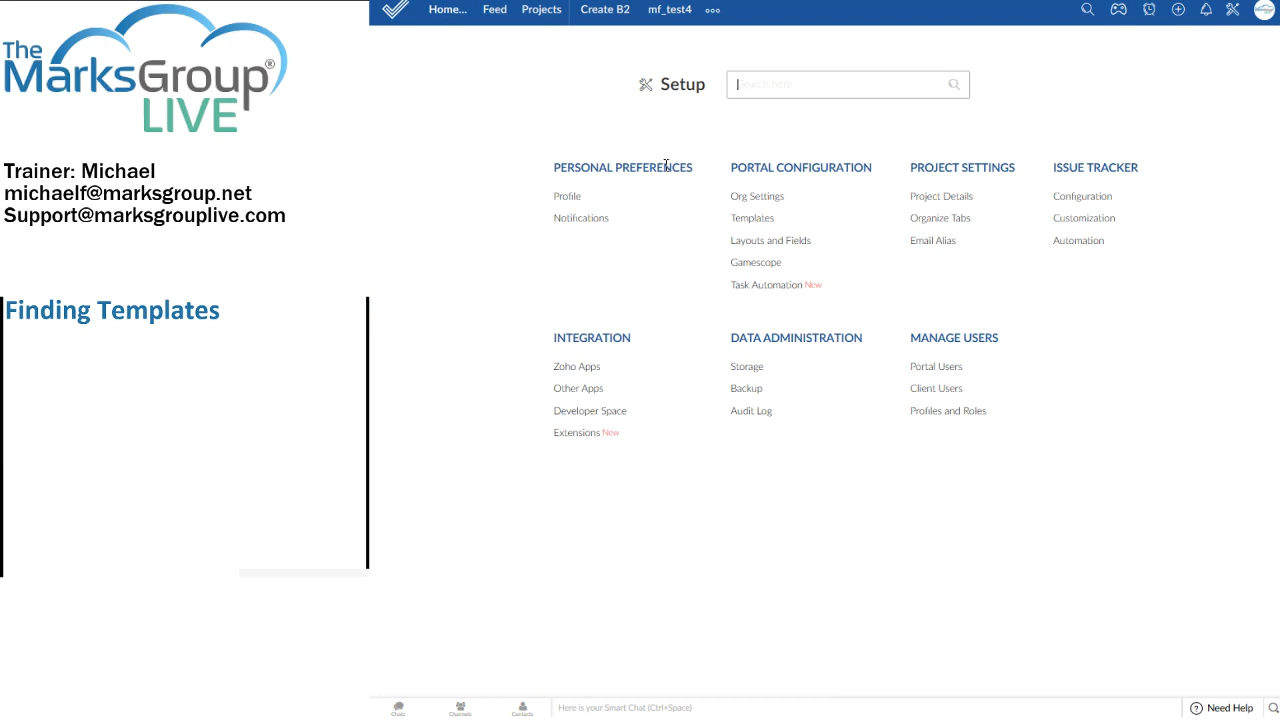 The
MarksGroup®
LIVE
Trainer: Michael
michaelf@marksgroup.net
Support@marksgrouplive.com
Finding Templates
Home... Feed Projects Create B2 mf_test4
Setup
Search here
PERSONAL PREFERENCES
Profile
Notifications
PORTAL CONFIGURATION
Org Settings
Templates
Layouts and Fields
Gamescope
Task Automation New
PROJECT SETTINGS
Project Details
Organize Tabs
Email Alias
ISSUE TRACKER
Configuration
Customization
Automation
INTEGRATION
Zoho Apps
Other Apps
Developer Space
Extensions New
DATA ADMINISTRATION
Storage
Backup
Audit Log
MANAGE USERS
Portal Users
Client Users
Profiles and Roles
Chats Channels Contacts Here is your Smart Chat (Ctrl+Space) Need Help